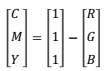 [C] = [1] − [R]
[M] = [1] − [G]
[Y] = [1] − [B]